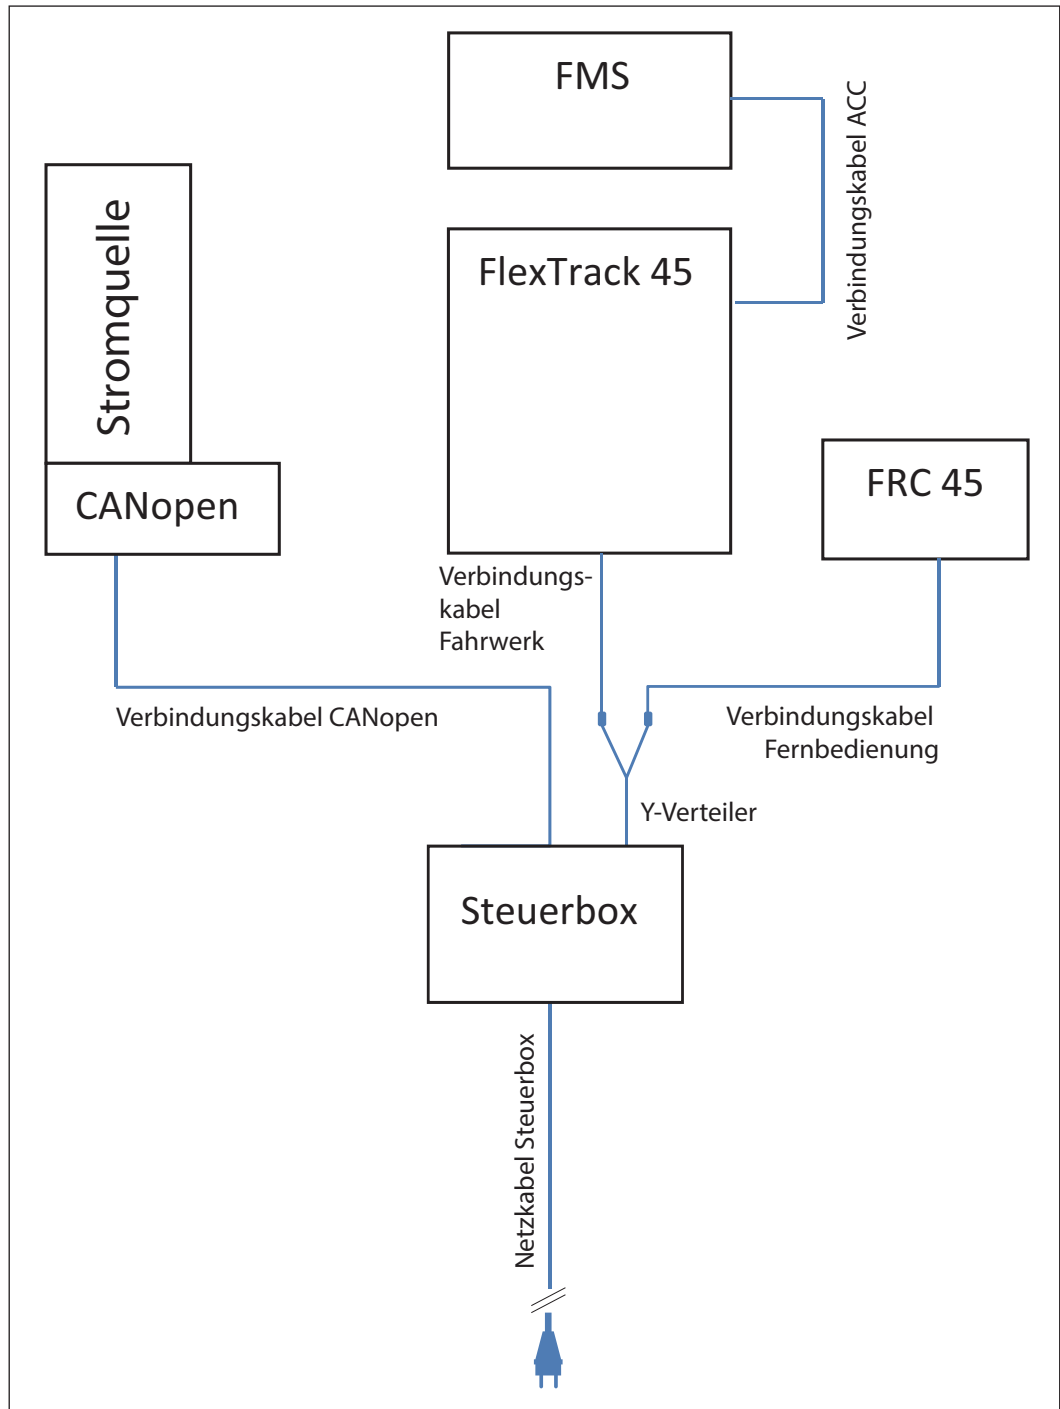 FMS
Verbindungskabel ACC
Stromquelle
FlexTrack 45
CANopen
FRC 45
Verbindungs-
kabel
Fahrwerk
Verbindungskabel CANopen
Verbindungskabel
Fernbedienung
Y-Verteiler
Steuerbox
Netzkabel Steuerbox